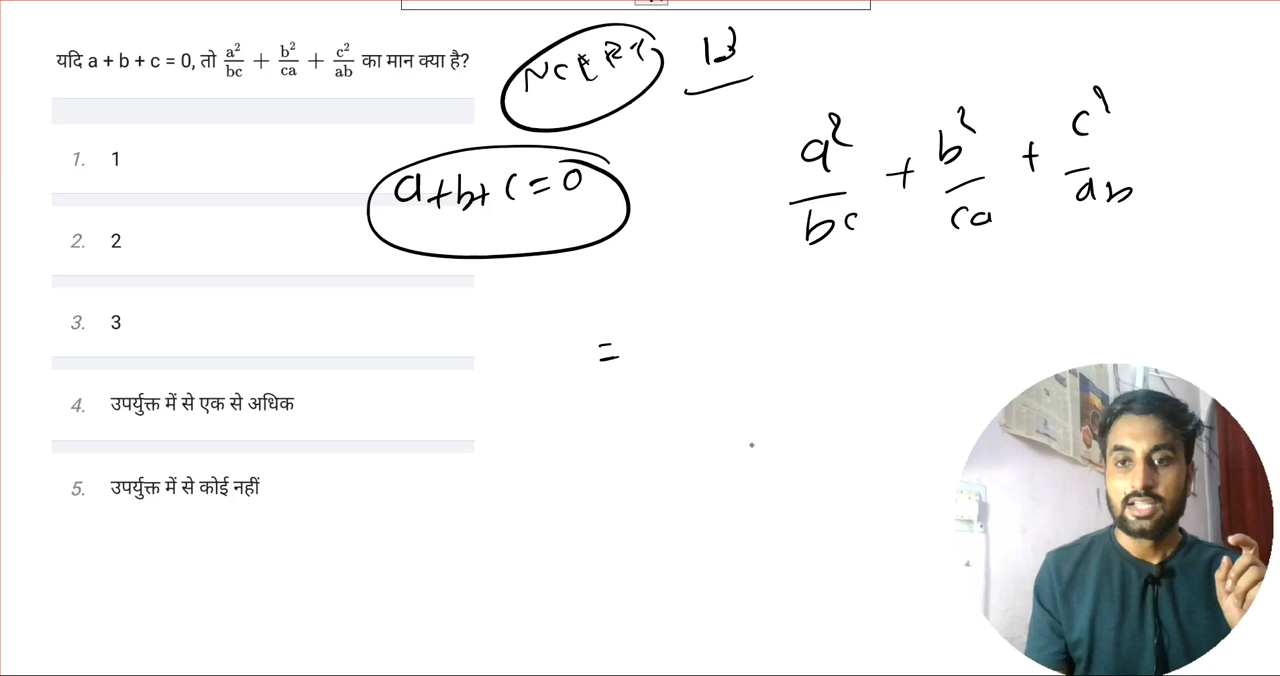 यदि a + b + c = 0, तो a²/bc + b²/ca + c²/ab का मान क्या है?
NCERT
a+b+c=0
a²/bc + b²/ca + c²/ab
1. 1
2. 2
3. 3
=
4. उपर्युक्त में से एक से अधिक
5. उपर्युक्त में से कोई नहीं